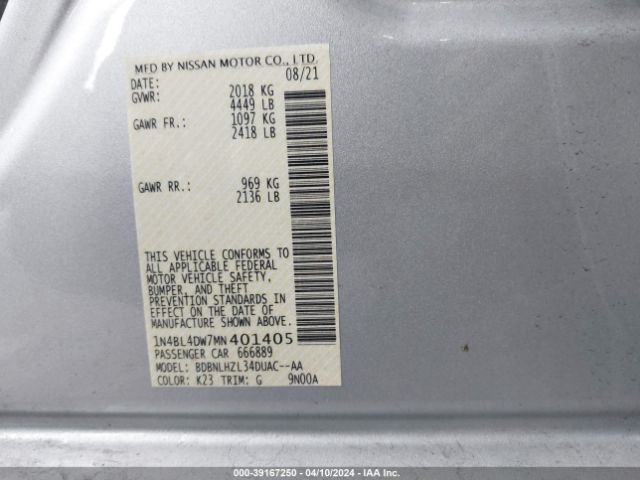 MFD BY NISSAN MOTOR CO., LTD
DATE: 08/21
GVWR: 2018 KG
4449 LB
GAWR FR.: 1097 KG
2418 LB
GAWR RR.: 969 KG
2136 LB
THIS VEHICLE CONFORMS TO
ALL APPLICABLE FEDERAL
MOTOR VEHICLE SAFETY,
BUMPER, AND THEFT
PREVENTION STANDARDS IN
EFFECT ON THE DATE OF
MANUFACTURE SHOWN ABOVE.
1N4BL4DW7MN401405
PASSENGER CAR 666889
MODEL: BDBNLHZL34DUAC--AA
COLOR: K23 TRIM: G 9N00A
000-39167250 - 04/10/2024 - IAA Inc.